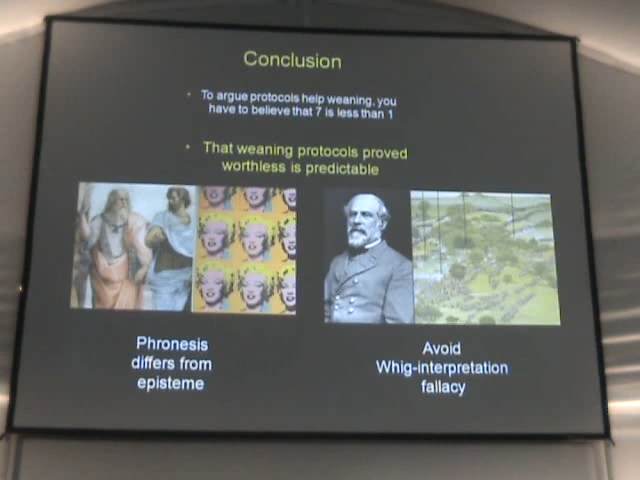 Conclusion
• To argue protocols help weaning, you
have to believe that 7 is less than 1
• That weaning protocols proved
worthless is predictable
Phronesis
differs from
episteme
Avoid
Whig-interpretation
fallacy